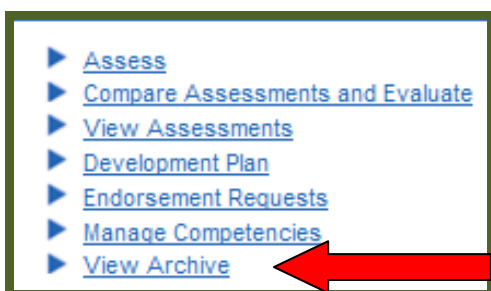 Assess
Compare Assessments and Evaluate
View Assessments
Development Plan
Endorsement Requests
Manage Competencies
View Archive